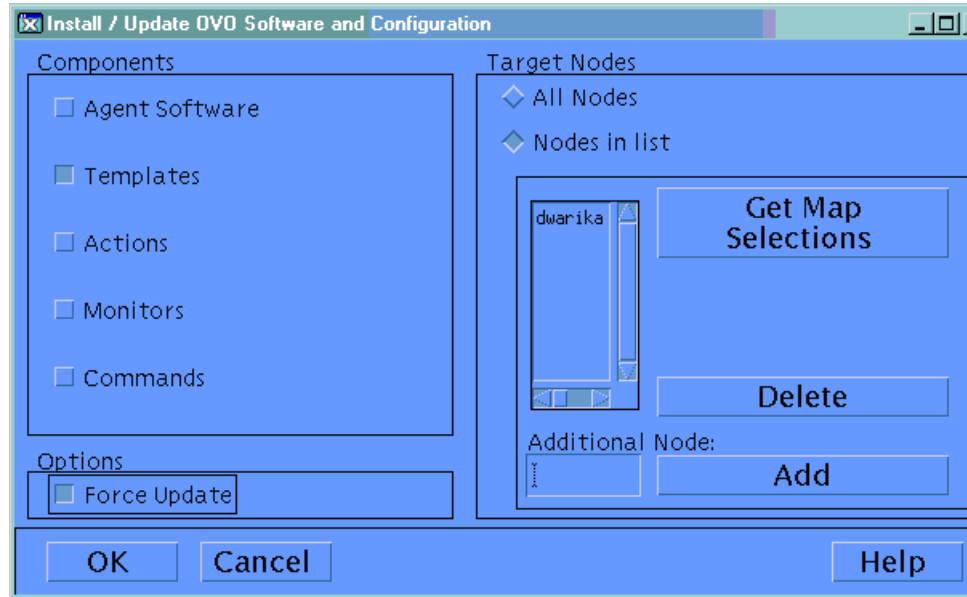 Install / Update OVO Software and Configuration
Components
Agent Software
Templates
Actions
Monitors
Commands
Options
Force Update
Target Nodes
All Nodes
Nodes in list
dwarika
Get Map
Selections
Delete
Additional Node:
Add
OK
Cancel
Help